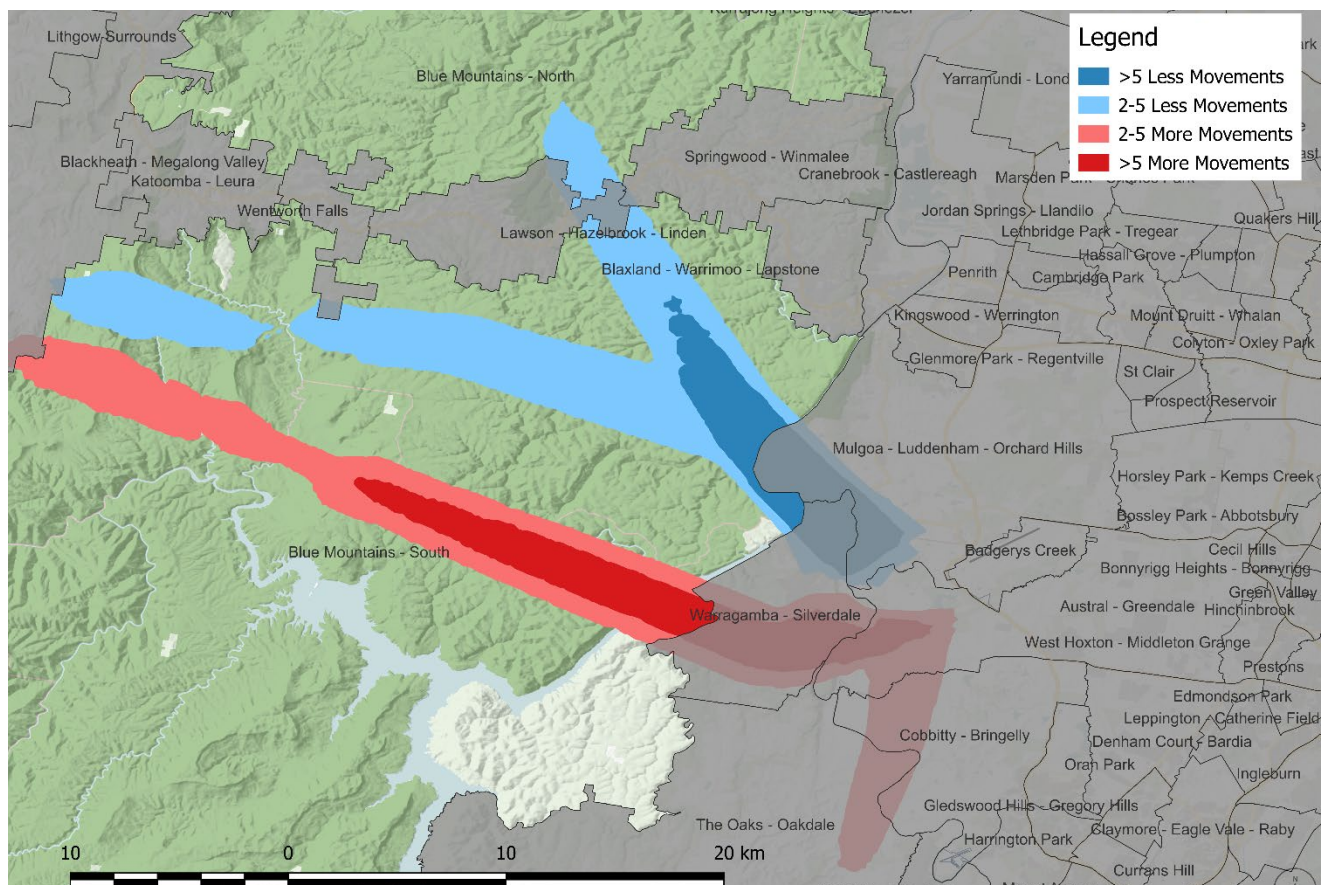 Lithgow-Surrounds
Blue Mountains - North
Legend
>5 Less Movements
2-5 Less Movements
2-5 More Movements
>5 More Movements
Blackheath - Megalong Valley
Katoomba - Leura
Wentworth Falls
Springwood - Winmalee
Cranebrook - Castlereagh
Jordan Springs - Llandilo
Quakers Hill
Lethbridge Park - Tregear
Lawson - Hazelbrook - Linden
Hassall Grove - Plumpton
Blaxland - Warrimoo - Lapstone
Penrith
Cambridge Park
Kingswood - Werrington
Mount Druitt - Whalan
Colyton - Oxley Park
Glenmore Park - Regentville
St Clair
Prospect Reservoir
Mulgoa - Luddenham - Orchard Hills
Horsley Park - Kemps Creek
Bossley Park - Abbotsbury
Blue Mountains - South
Badgerys Creek
Cecil Hills
Bonnyrigg Heights - Bonnyrigg
Green Valley
Austral - Greendale
Hinchinbrook
Warragamba - Silverdale
West Hoxton - Middleton Grange
Prestons
Edmondson Park
Leppington - Catherine Field
Cobbitty - Bringelly
Denham Court - Bardia
Oran Park
Ingleburn
Gledswood Hills - Gregory Hills
The Oaks - Oakdale
Claymore - Eagle Vale - Raby
Harrington Park
Currans Hill
10 0 10 20 km